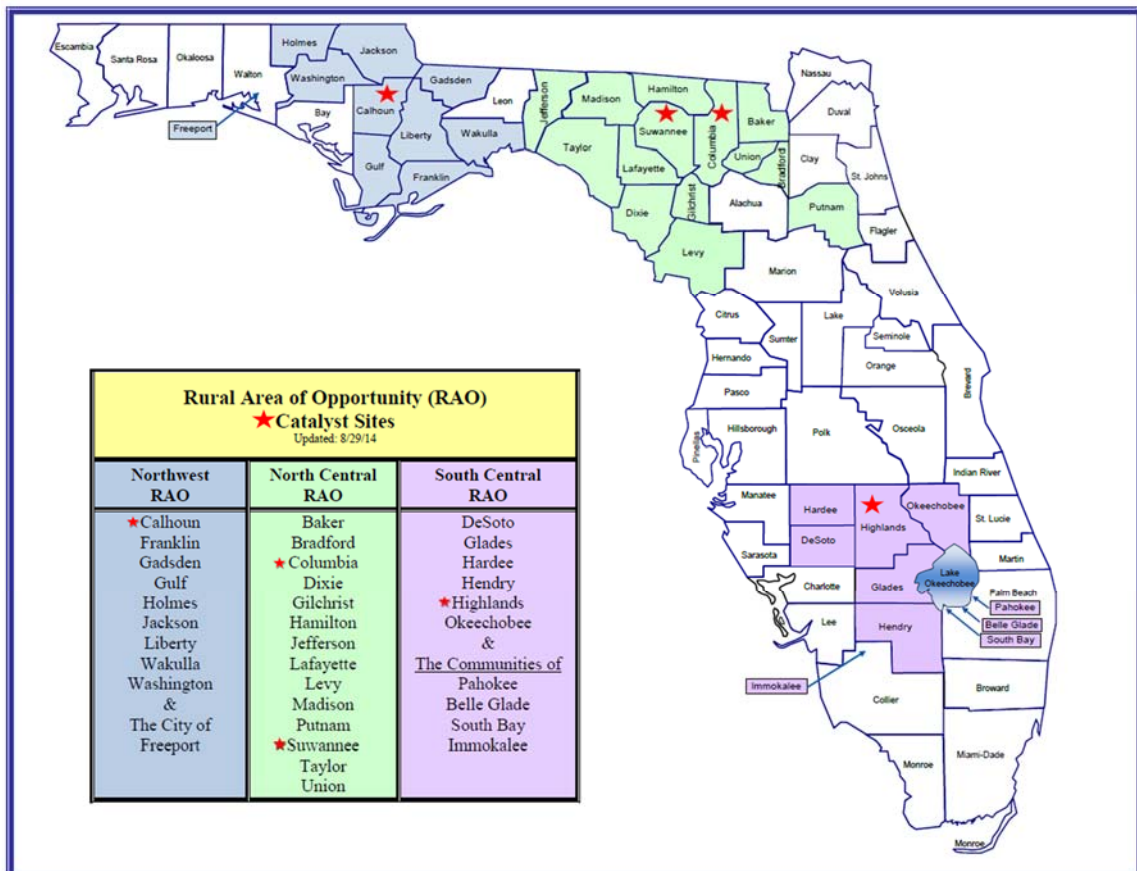 Escambia
Santa Rosa
Okaloosa
Walton
Holmes
Jackson
Washington
Bay
Calhoun
Gadsden
Liberty
Leon
Wakulla
Gulf
Franklin
Freeport
Jefferson
Madison
Hamilton
Taylor
Suwannee
Lafayette
Columbia
Baker
Union
Bradford
Nassau
Duval
Clay
St. Johns
Dixie
Gilchrist
Alachua
Putnam
Flagler
Levy
Marion
Volusia
Citrus
Sumter
Lake
Seminole
Hernando
Orange
Brevard
Pasco
Pinellas
Hillsborough
Polk
Osceola
Indian River
Manatee
Hardee
Highlands
Okeechobee
St. Lucie
Sarasota
DeSoto
Martin
Charlotte
Glades
Lake
Okeechobee
Palm Beach
Pahokee
Belle Glade
South Bay
Lee
Hendry
Immokalee
Collier
Broward
Monroe
Miami-Dade
Monroe
Rural Area of Opportunity (RAO)
Catalyst Sites
Updated: 8/29/14
Northwest
RAO
Calhoun
Franklin
Gadsden
Gulf
Holmes
Jackson
Liberty
Wakulla
Washington
&
The City of
Freeport
North Central
RAO
Baker
Bradford
Columbia
Dixie
Gilchrist
Hamilton
Jefferson
Lafayette
Levy
Madison
Putnam
Suwannee
Taylor
Union
South Central
RAO
DeSoto
Glades
Hardee
Hendry
Highlands
Okeechobee
&
The Communities of
Pahokee
Belle Glade
South Bay
Immokalee